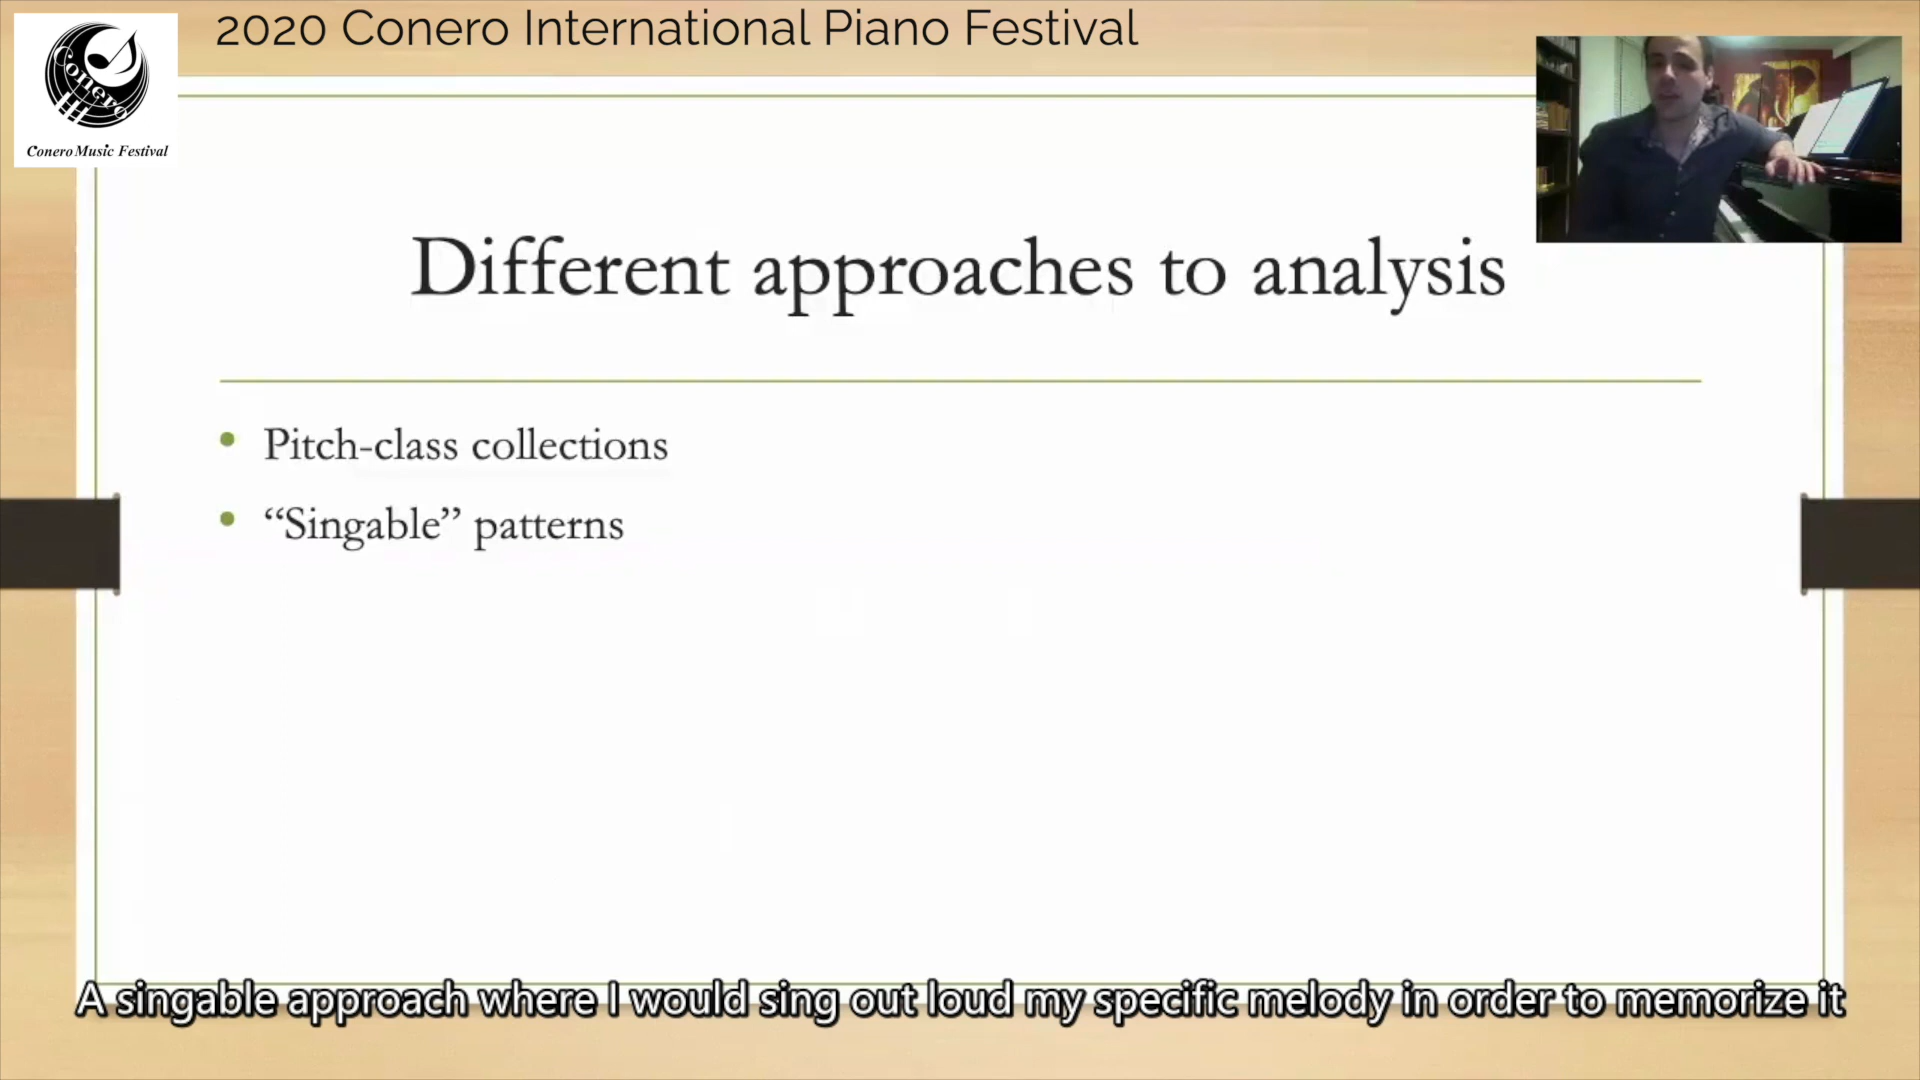 2020 Conero International Piano Festival
Conero
Conero Music Festival
Different approaches to analysis
• Pitch-class collections
• “Singable” patterns
A singable approach where I would sing out loud my specific melody in order to memorize it